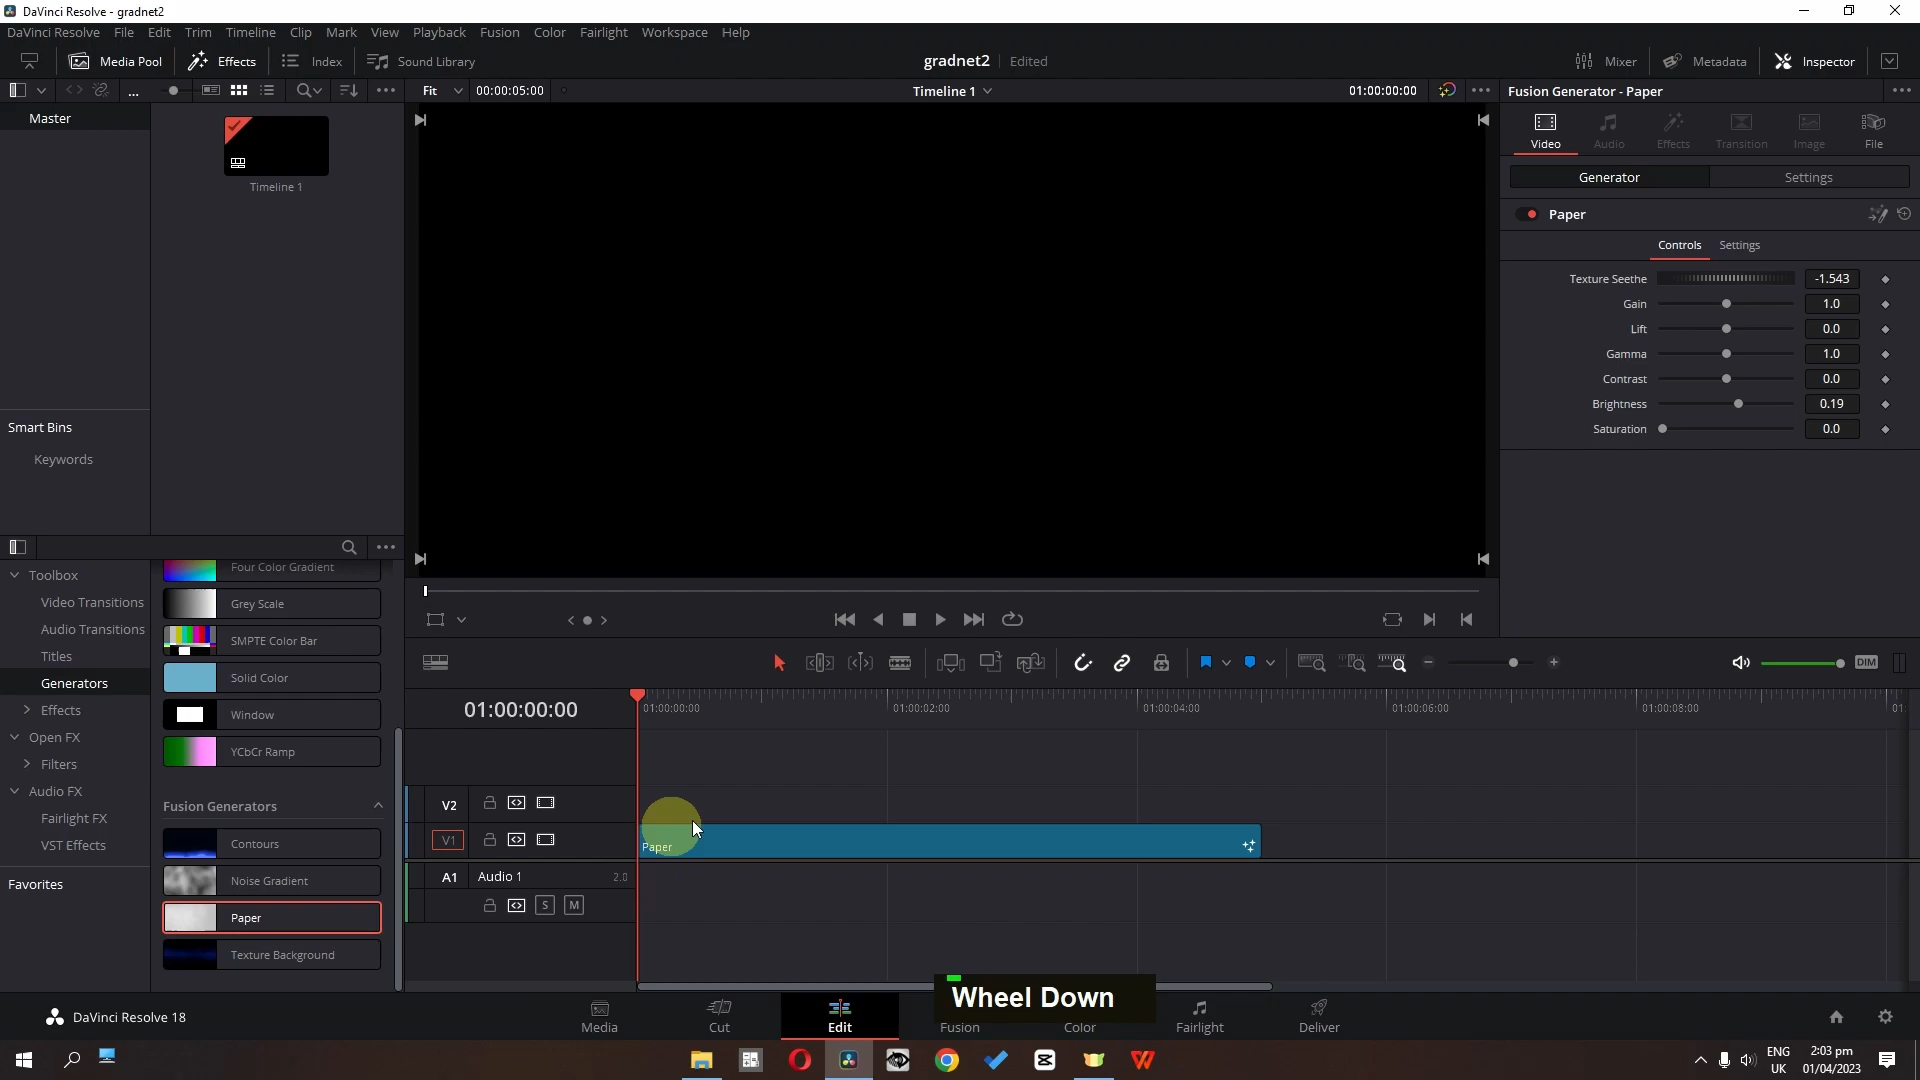 DaVinci Resolve - gradnet2
DaVinci Resolve File Edit Trim Timeline Clip Mark View Playback Fusion Color Fairlight Workspace Help
Media Pool Effects Index Sound Library gradnet2 Edited Mixer Metadata Inspector
... Fit 00:00:05:00 Timeline 1 01:00:00:00 Fusion Generator - Paper
Master
Timeline 1
Video Audio Effects Transition Image File
Generator Settings
Paper
Controls Settings
Texture Seethe -1.543
Gain 1.0
Lift 0.0
Gamma 1.0
Contrast 0.0
Brightness 0.19
Saturation 0.0
Smart Bins
Keywords
Toolbox
Video Transitions
Audio Transitions
Titles
Generators
Effects
Open FX
Filters
Audio FX
Fairlight FX
VST Effects
Favorites
Four Color Gradient
Grey Scale
SMPTE Color Bar
Solid Color
Window
YCbCr Ramp
Fusion Generators
Contours
Noise Gradient
Paper
Texture Background
DIM
01:00:00:00 01:00:00:00 01:00:02:00 01:00:04:00 01:00:06:00 01:00:08:00 01:
V2
V1
Paper
A1 Audio 1 2.0
S M
Wheel Down
DaVinci Resolve 18
Media Cut Edit Fusion Color Fairlight Deliver
ENG
UK
2:03 pm
01/04/2023